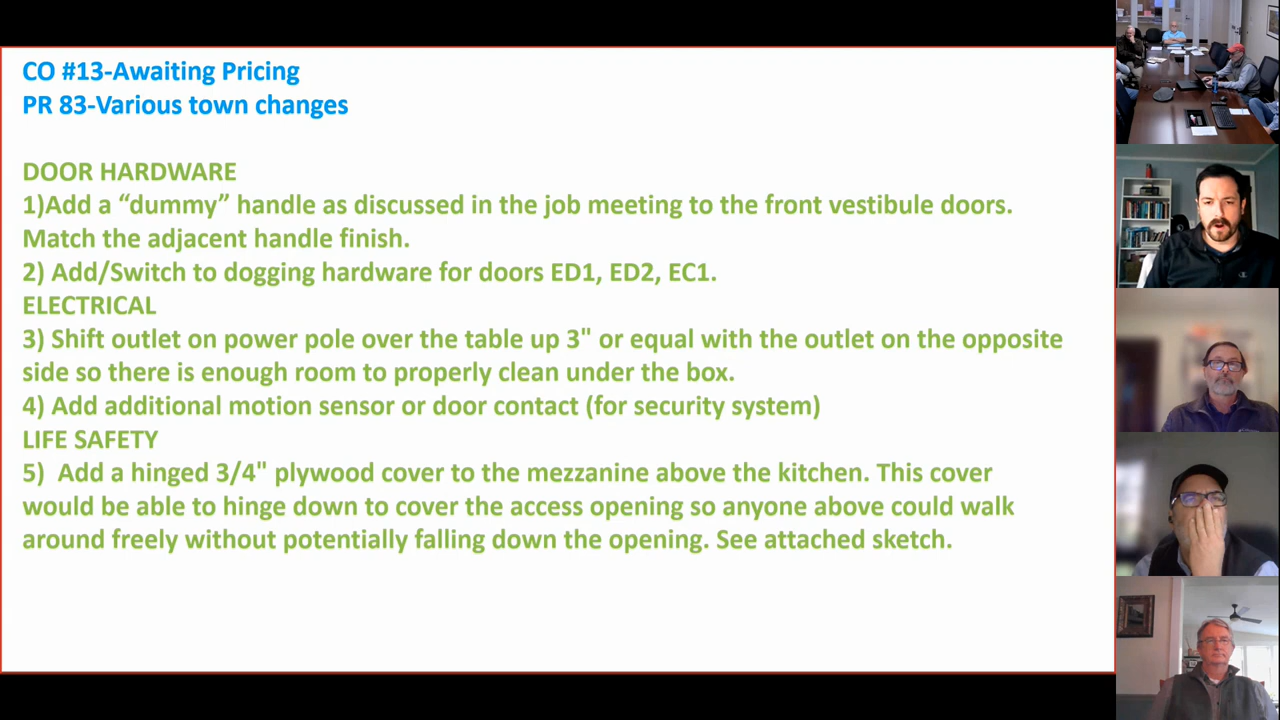 CO #13-Awaiting Pricing
PR 83-Various town changes
DOOR HARDWARE
1)Add a “dummy” handle as discussed in the job meeting to the front vestibule doors.
Match the adjacent handle finish.
2) Add/Switch to dogging hardware for doors ED1, ED2, EC1.
ELECTRICAL
3) Shift outlet on power pole over the table up 3" or equal with the outlet on the opposite
side so there is enough room to properly clean under the box.
4) Add additional motion sensor or door contact (for security system)
LIFE SAFETY
5)  Add a hinged 3/4" plywood cover to the mezzanine above the kitchen. This cover
would be able to hinge down to cover the access opening so anyone above could walk
around freely without potentially falling down the opening. See attached sketch.